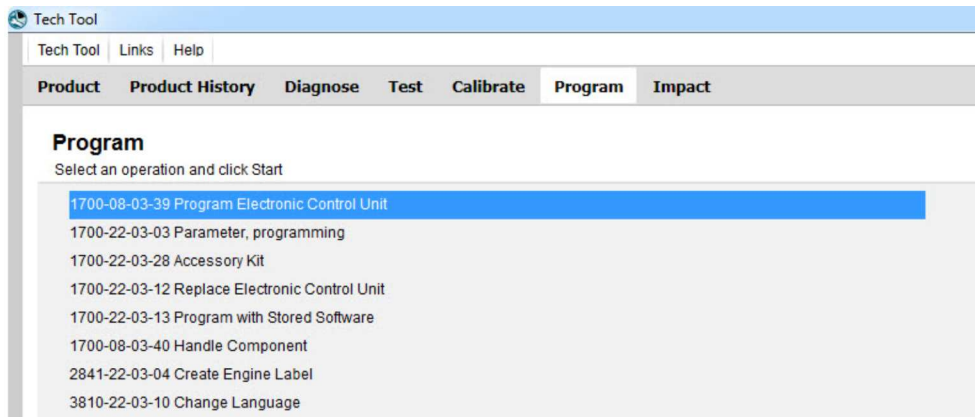 Tech Tool
Tech Tool Links Help
Product Product History Diagnose Test Calibrate Program Impact
Program
Select an operation and click Start
1700-08-03-39 Program Electronic Control Unit
1700-22-03-03 Parameter, programming
1700-22-03-28 Accessory Kit
1700-22-03-12 Replace Electronic Control Unit
1700-22-03-13 Program with Stored Software
1700-08-03-40 Handle Component
2841-22-03-04 Create Engine Label
3810-22-03-10 Change Language